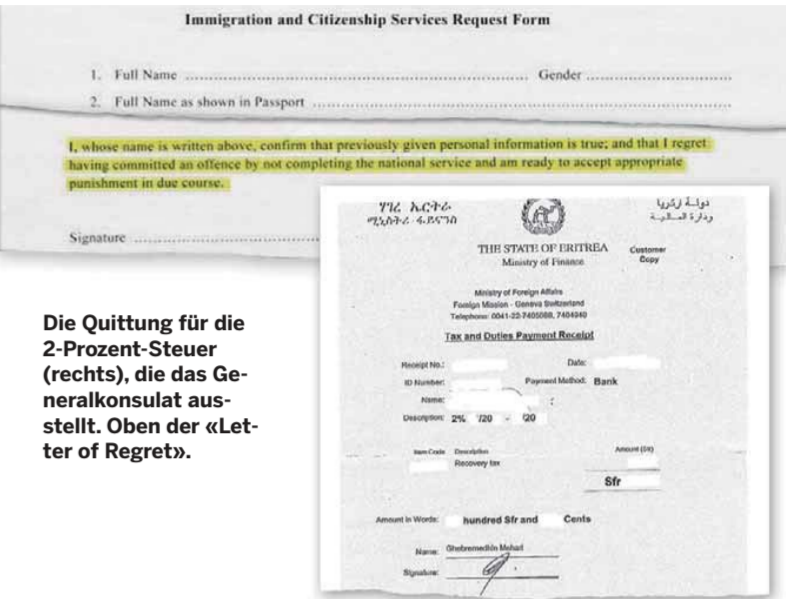 Immigration and Citizenship Services Request Form
1. Full Name ........................ Gender ........................
2. Full Name as shown in Passport ........................
I, whose name is written above, confirm that previously given personal information is true; and that I regret
having committed an offence by not completing the national service and am ready to accept appropriate
punishment in due course.
Signature ........................
ሃገረ ኤርትራ
ሚኒስትሪ ፋይናንስ
دولـة إرتريا
وزارة المـاليـة
THE STATE OF ERITREA
Ministry of Finance
Customer
Copy
Ministry of Foreign Affairs
Foreign Mission - Geneva Switzerland
Telephone: 0041-22-7405088, 7404940
Tax and Duties Payment Receipt
Receipt No.: Date:
ID Number: Payment Method: Bank
Name: :
Description: 2% /20 - /20
Item Code Description Amount (Sfr)
Recovery tax
Sfr
Amount in Words: hundred Sfr and Cents
Name: Ghebremedhin Mehari
Signature:
Die Quittung für die
2-Prozent-Steuer
(rechts), die das Ge-
neralkonsulat aus-
stellt. Oben der «Let-
ter of Regret».